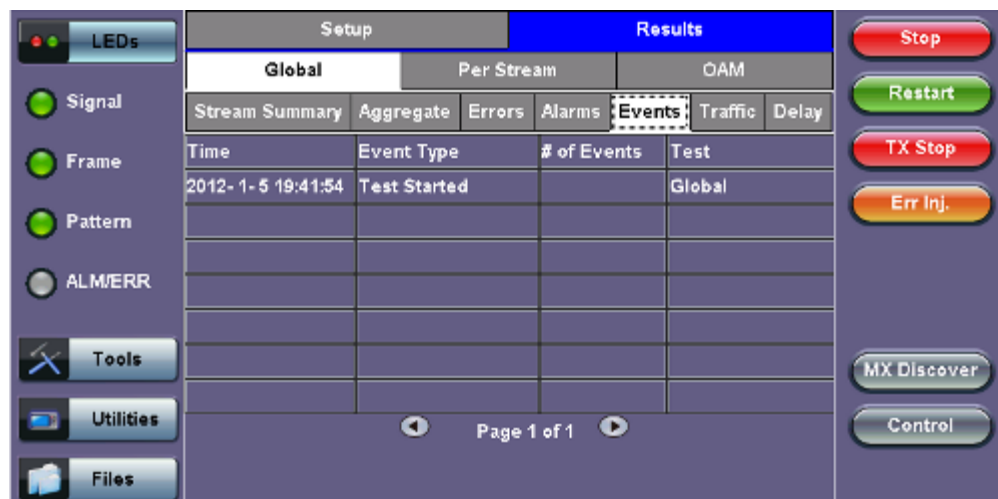 LEDs
Signal
Frame
Pattern
ALM/ERR
Tools
Utilities
Files
Setup Results
Global Per Stream OAM
Stream Summary Aggregate Errors Alarms Events Traffic Delay
Time Event Type # of Events Test
2012- 1- 5 19:41:54 Test Started Global
Page 1 of 1
Stop
Restart
TX Stop
Err Inj.
MX Discover
Control